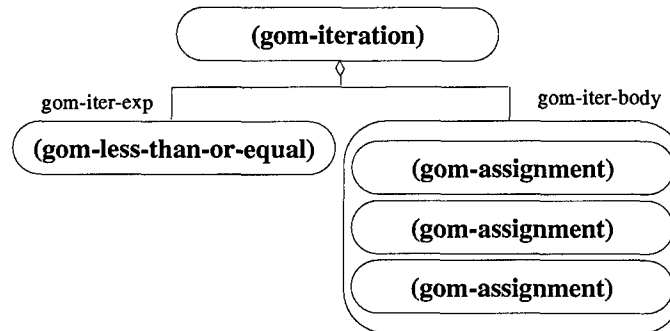 (gom-iteration)
gom-iter-exp
gom-iter-body
(gom-less-than-or-equal)
(gom-assignment)
(gom-assignment)
(gom-assignment)